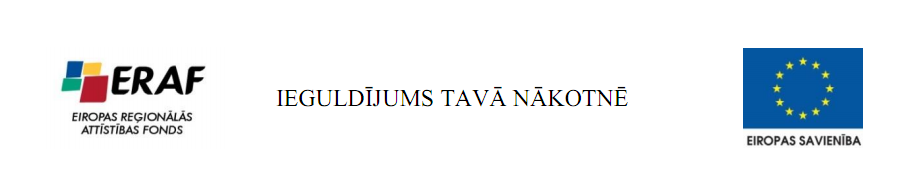 ERAF
EIROPAS REĢIONĀLĀS
ATTĪSTĪBAS FONDS
IEGULDĪJUMS TAVĀ NĀKOTNĒ
EIROPAS SAVIENĪBA